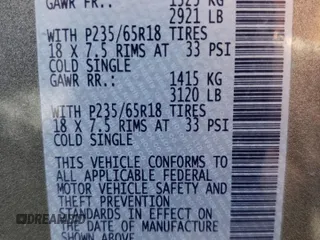 GAWR FR.: 1325 KG
2921 LB
WITH P235/65R18 TIRES
18 X 7.5 RIMS AT 33 PSI
COLD SINGLE
GAWR RR.: 1415 KG
3120 LB
WITH P235/65R18 TIRES
18 X 7.5 RIMS AT 33 PSI
COLD SINGLE
THIS VEHICLE CONFORMS TO
ALL APPLICABLE FEDERAL
MOTOR VEHICLE SAFETY AND
THEFT PREVENTION
STANDARDS IN EFFECT ON
THE DATE OF MANUFACTURE
SHOWN ABOVE